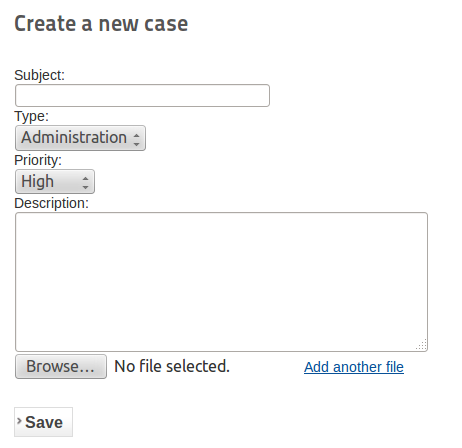 Create a new case
Subject:
Type:
Administration
Priority:
High
Description:
Browse... No file selected. Add another file
Save